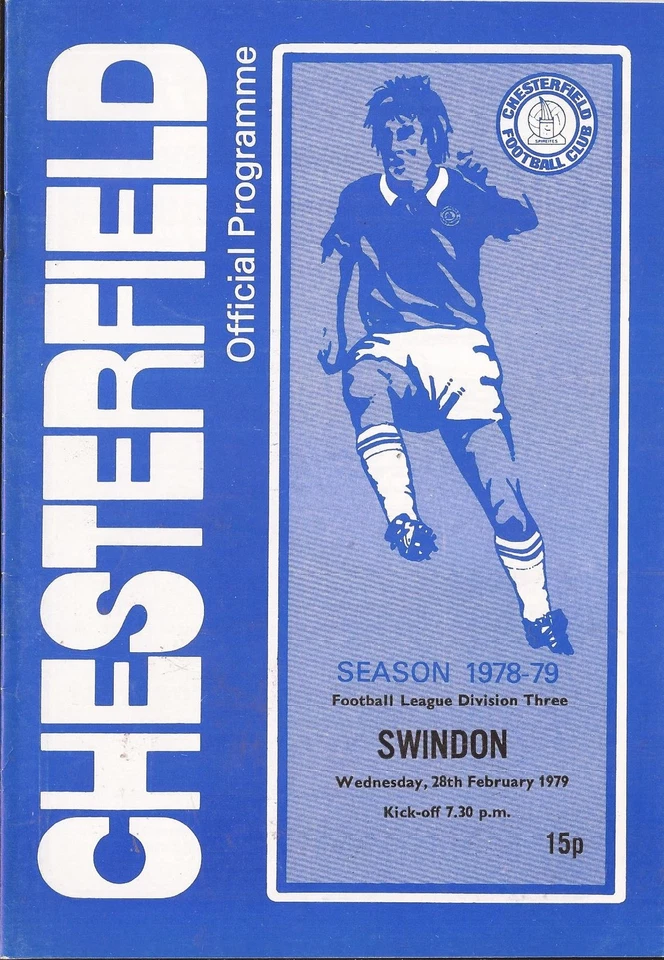 CHESTERFIELD
Official Programme
CHESTERFIELD
FOOTBALL CLUB
SPIREITES
SEASON 1978-79
Football League Division Three
SWINDON
Wednesday, 28th February 1979
Kick-off 7.30 p.m.
15p